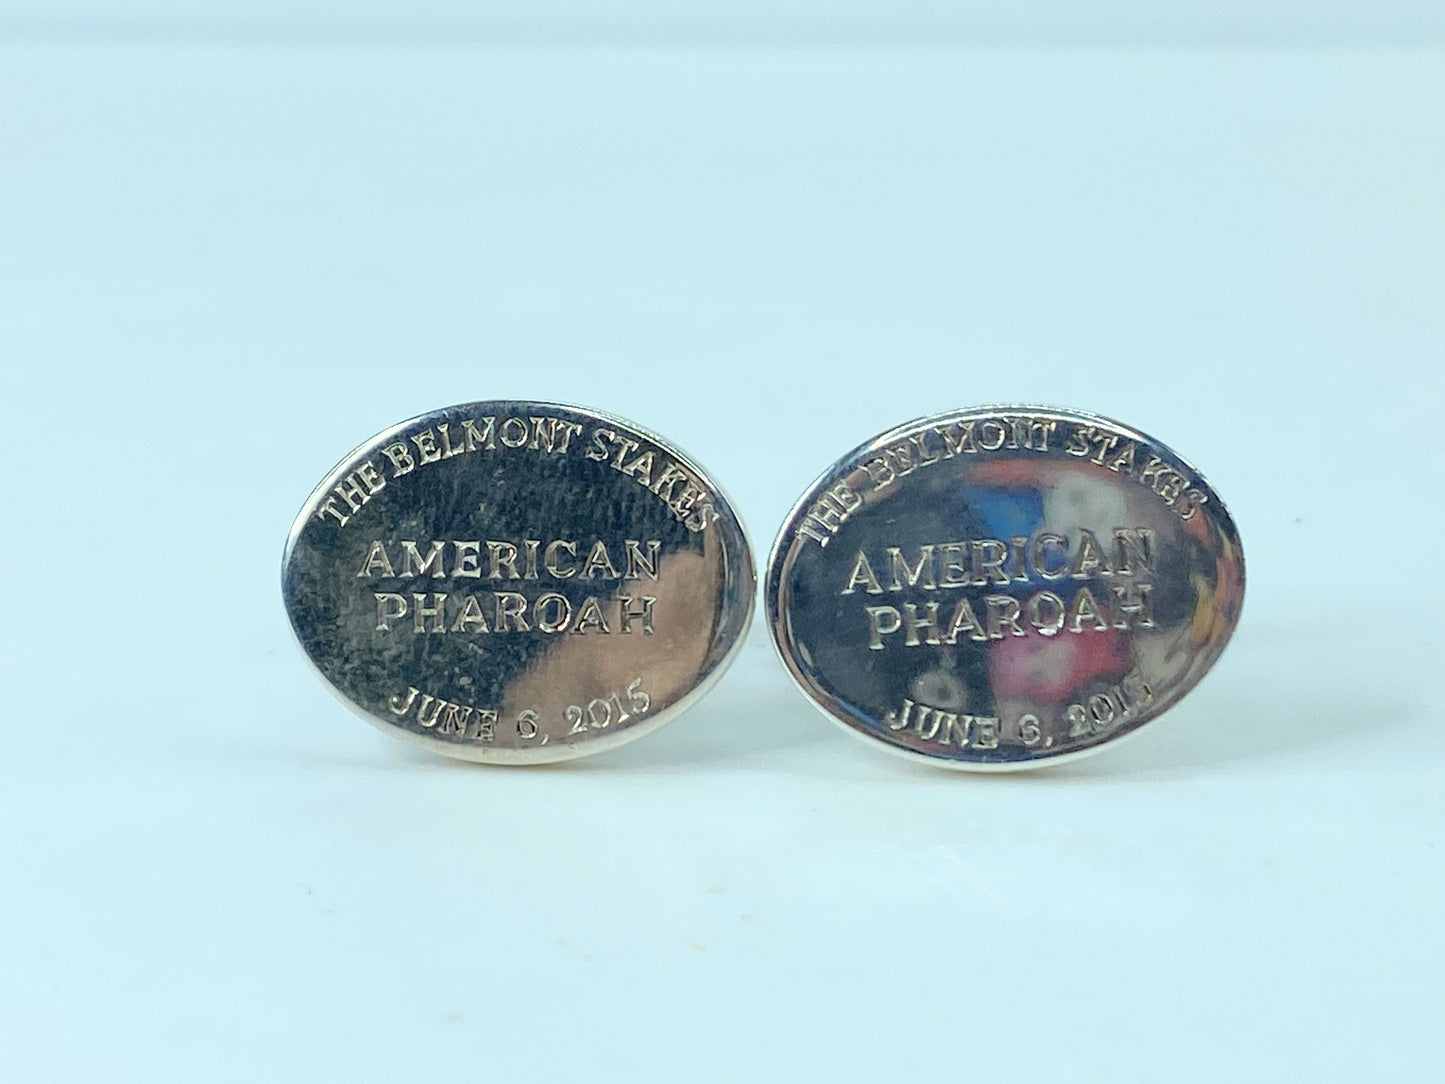 THE BELMONT STAKES
AMERICAN
PHAROAH
JUNE 6, 2015
THE BELMONT STAKES
AMERICAN
PHAROAH
JUNE 6, 2015